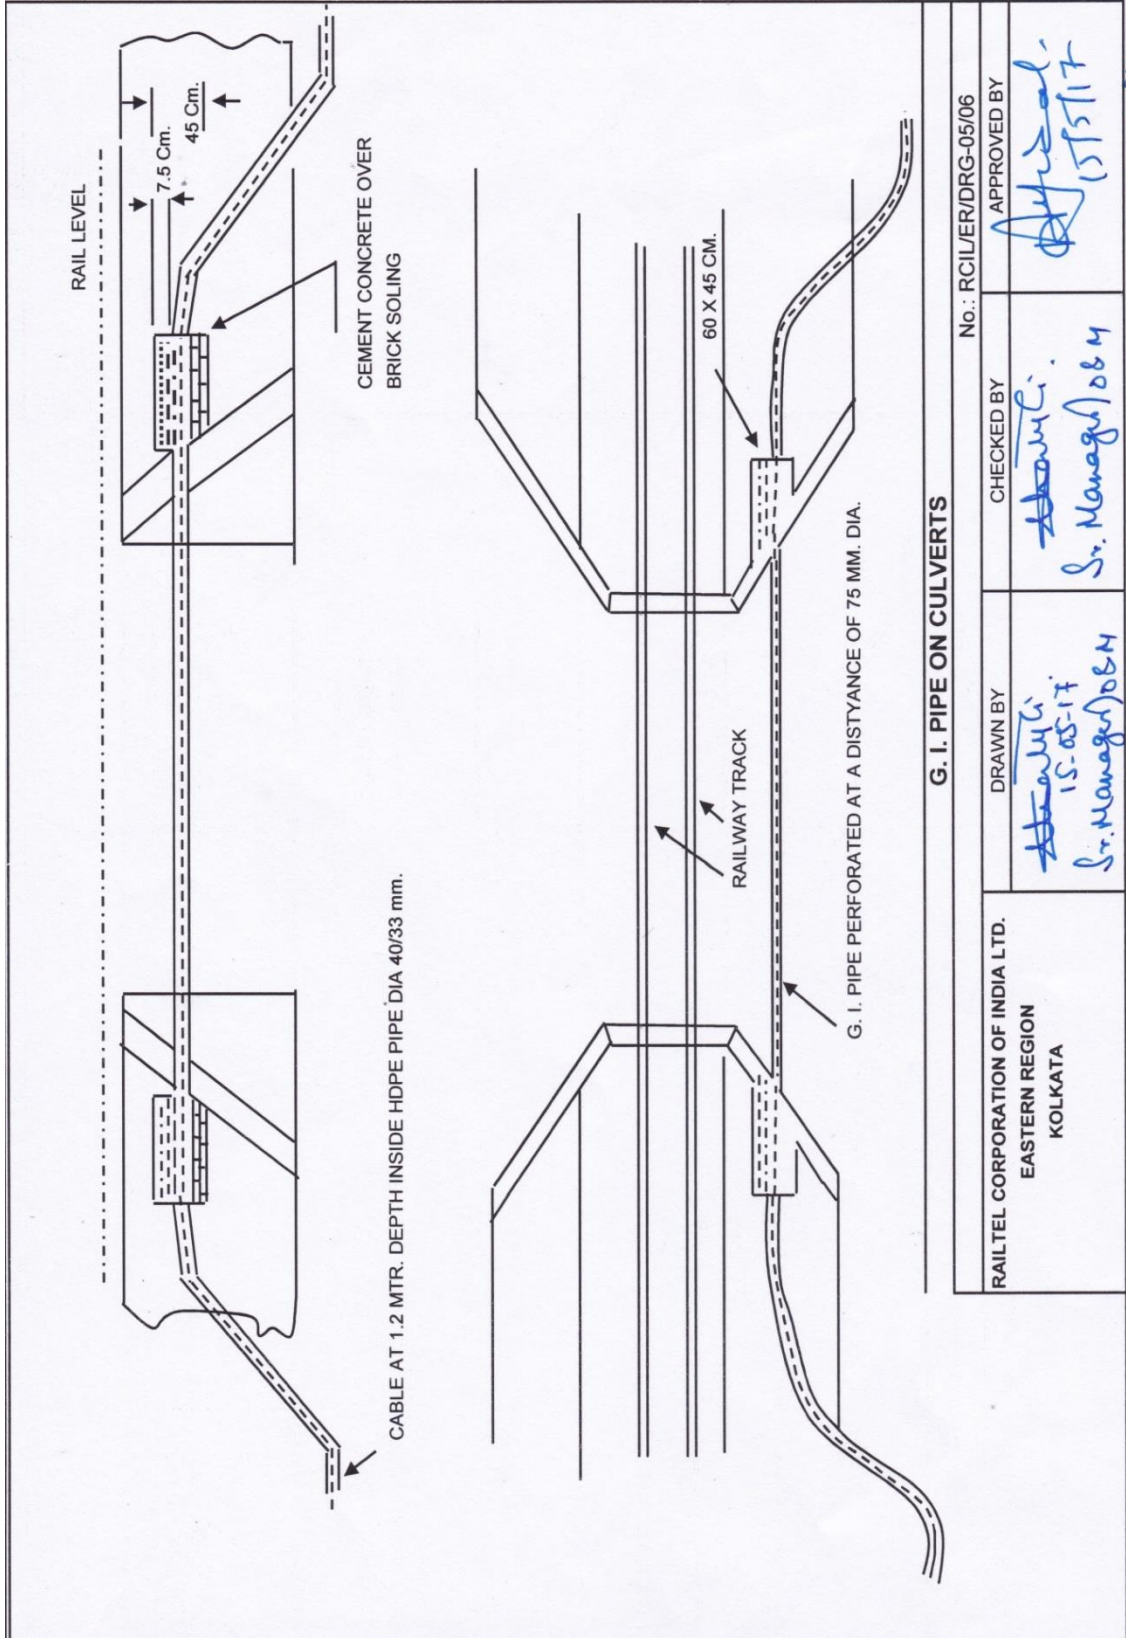 RAIL LEVEL
7.5 Cm.
45 Cm.
CEMENT CONCRETE OVER
BRICK SOLING
CABLE AT 1.2 MTR. DEPTH INSIDE HDPE PIPE DIA 40/33 mm.
60 X 45 CM.
RAILWAY TRACK
G. I. PIPE PERFORATED AT A DISTYANCE OF 75 MM. DIA.
G. I. PIPE ON CULVERTS
No.: RCIL/ER/DRG-05/06
RAILTEL CORPORATION OF INDIA LTD.
EASTERN REGION
KOLKATA
DRAWN BY
15-05-17
Sr. Manager/O&M
CHECKED BY
Sr. Manager/O&M
APPROVED BY
15/5/17